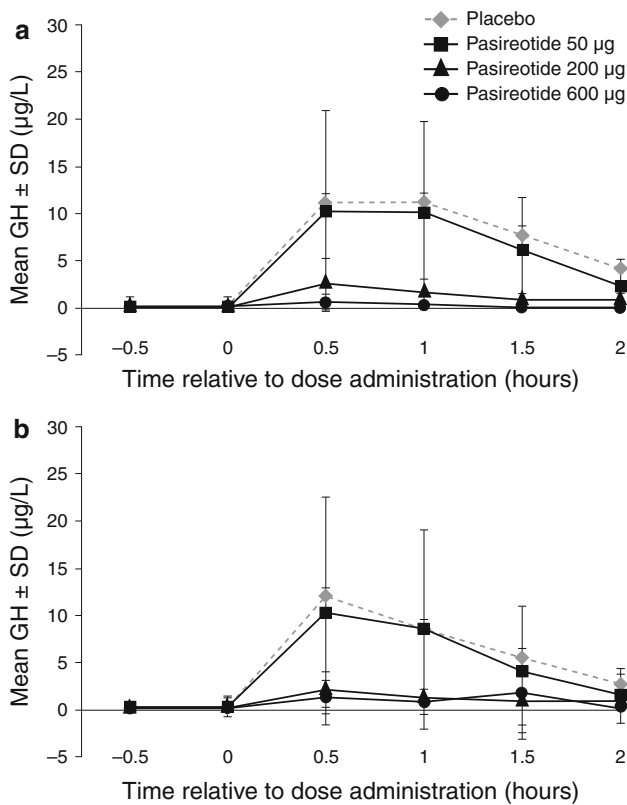 a
Placebo
Pasireotide 50 µg
Pasireotide 200 µg
Pasireotide 600 µg
Mean GH ± SD (µg/L)
30
25
20
15
10
5
0
−5
−0.5 0 0.5 1 1.5 2
Time relative to dose administration (hours)
b
Mean GH ± SD (µg/L)
30
25
20
15
10
5
0
−5
−0.5 0 0.5 1 1.5 2
Time relative to dose administration (hours)